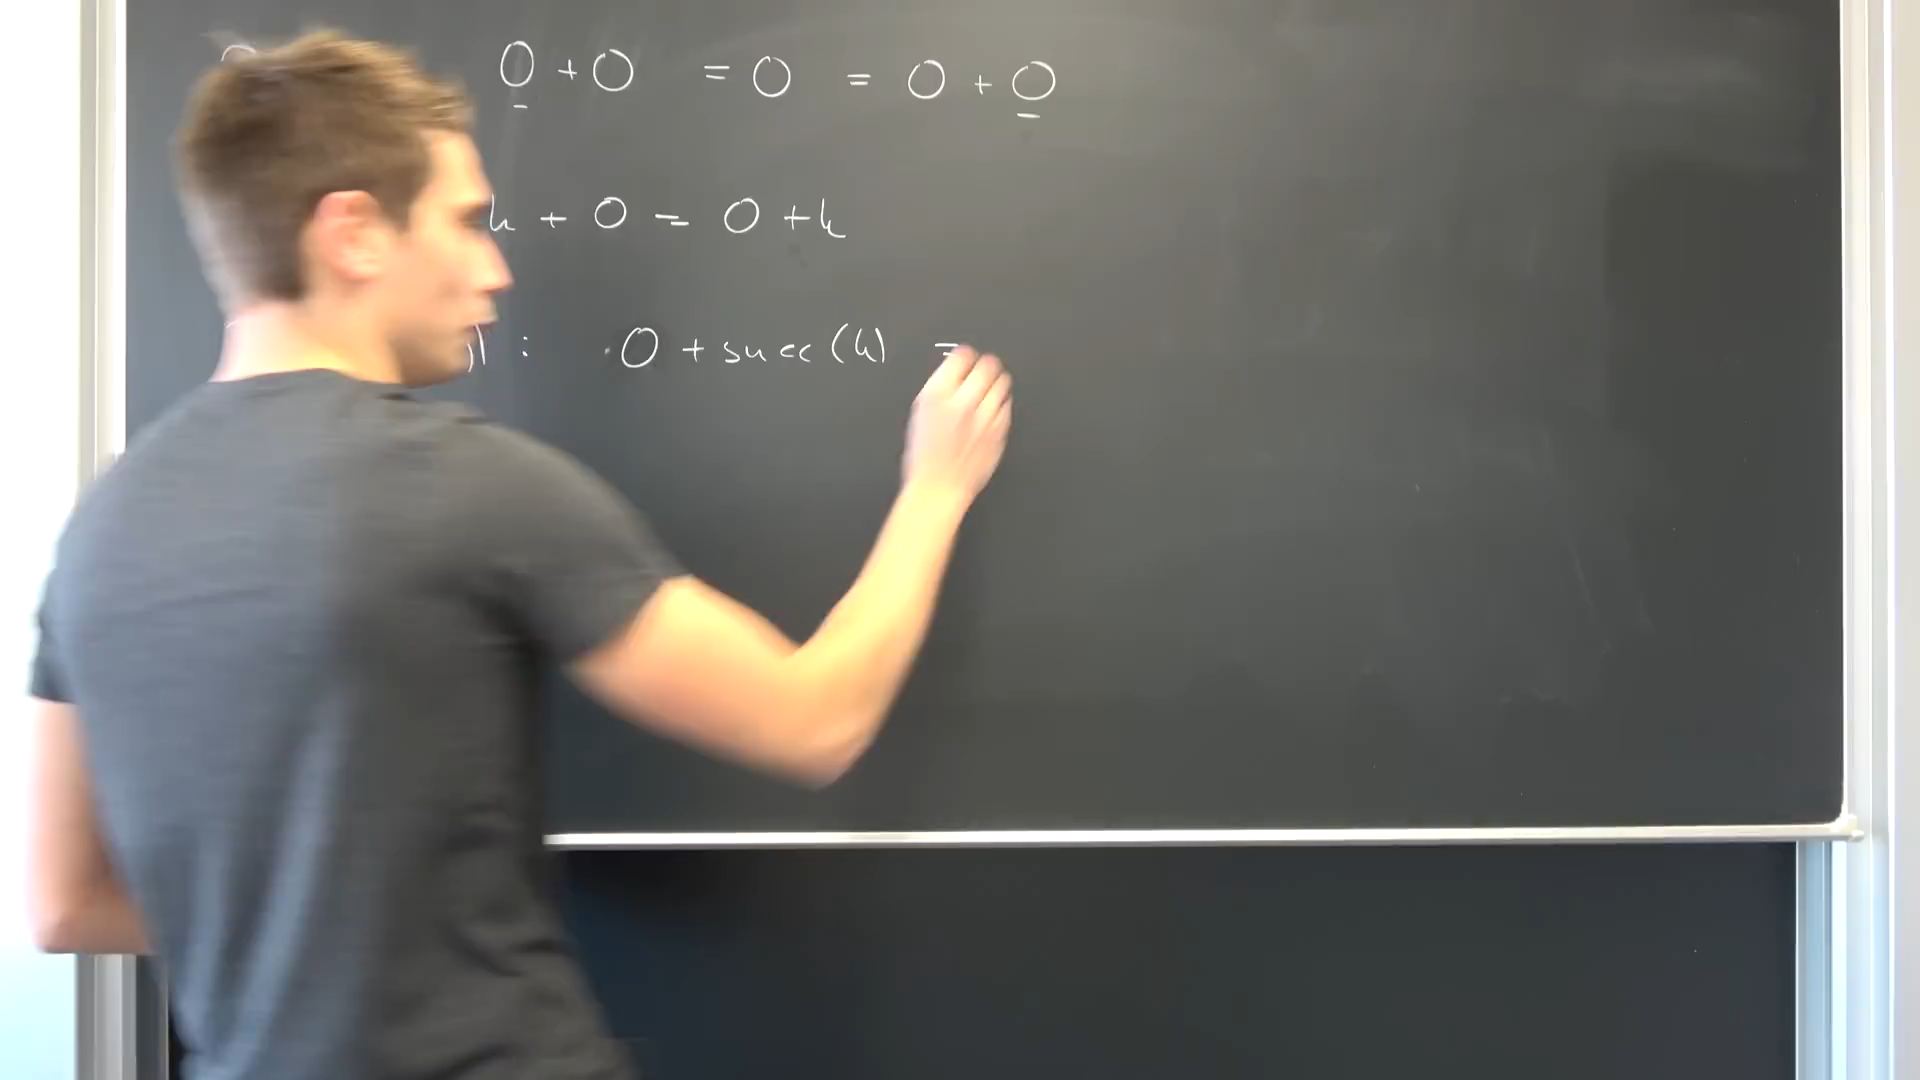 0 + 0 = 0 = 0 + 0
k + 0 = 0 + k
) : 0 + succ (k) =